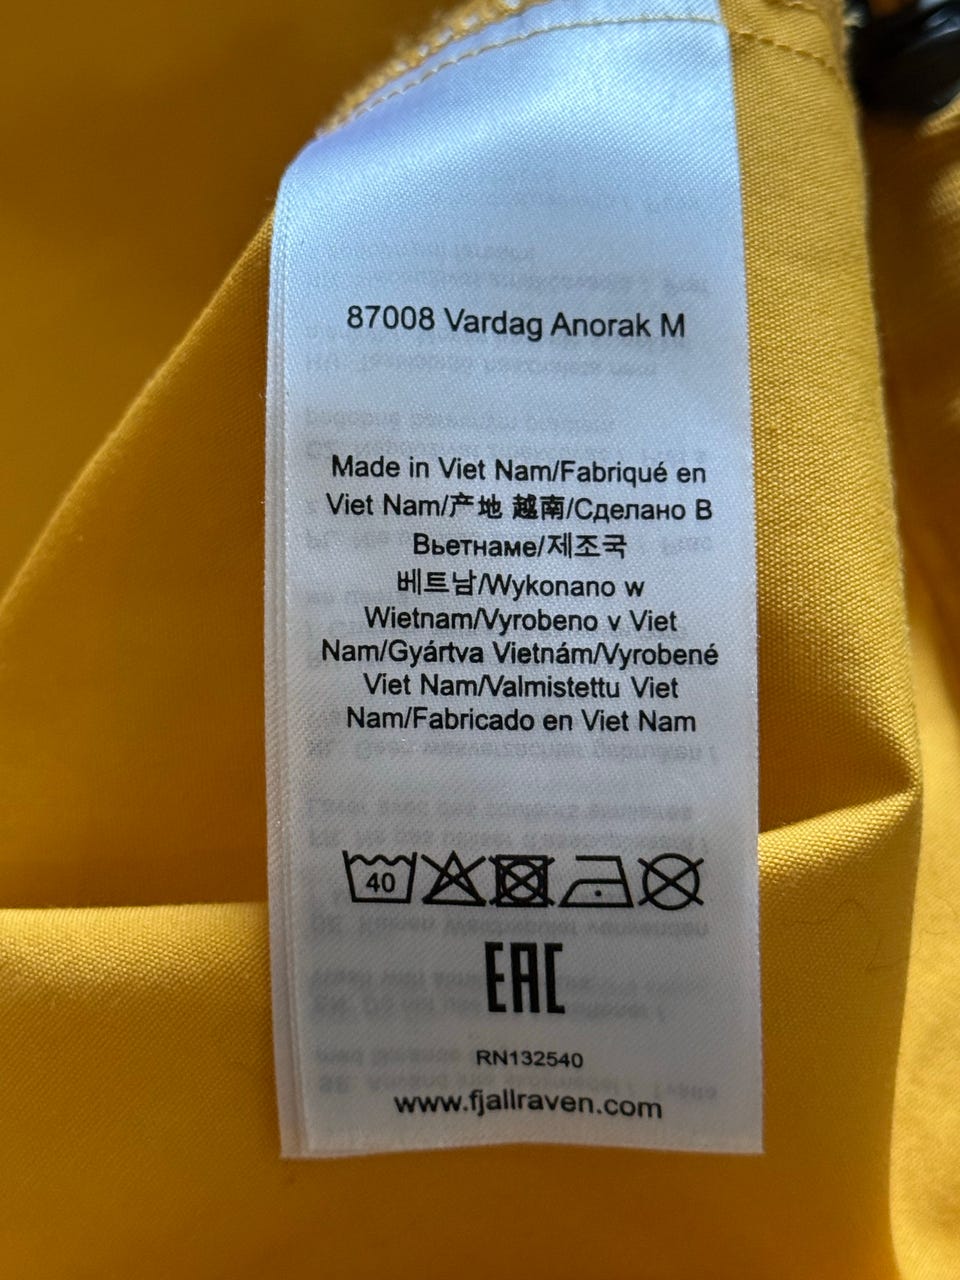 87008 Vardag Anorak M
Made in Viet Nam/Fabriqué en
Viet Nam/产地 越南/Сделано В
Вьетнаме/제조국
베트남/Wykonano w
Wietnam/Vyrobeno v Viet
Nam/Gyártva Vietnám/Vyrobené
Viet Nam/Valmistettu Viet
Nam/Fabricado en Viet Nam
40
EAC
RN132540
www.fjallraven.com